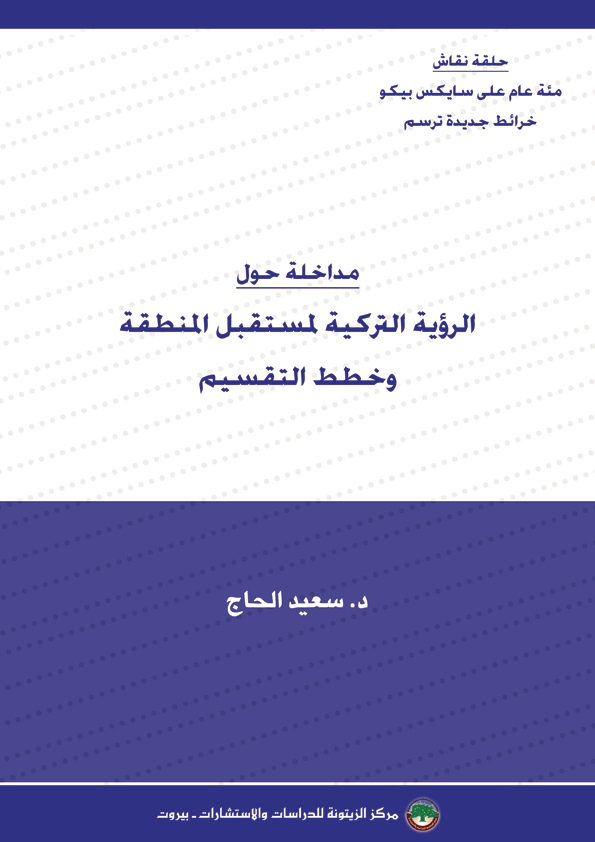 حلقة نقاش
مئة عام على سايكس بيكو
خرائط جديدة ترسم
مداخلة حول
الرؤية التركية لمستقبل المنطقة
وخطط التقسيم
د. سعيد الحاج
مركز الزيتونة للدراسات والاستشارات - بيروت